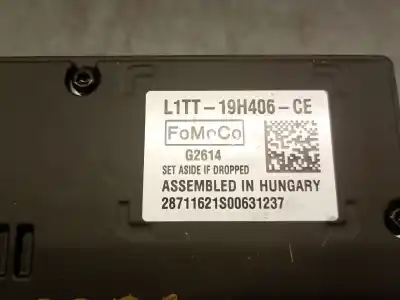 L1TT-19H406-CE
FoMoCo
G2614
SET ASIDE IF DROPPED
ASSEMBLED IN HUNGARY
28711621S00631237